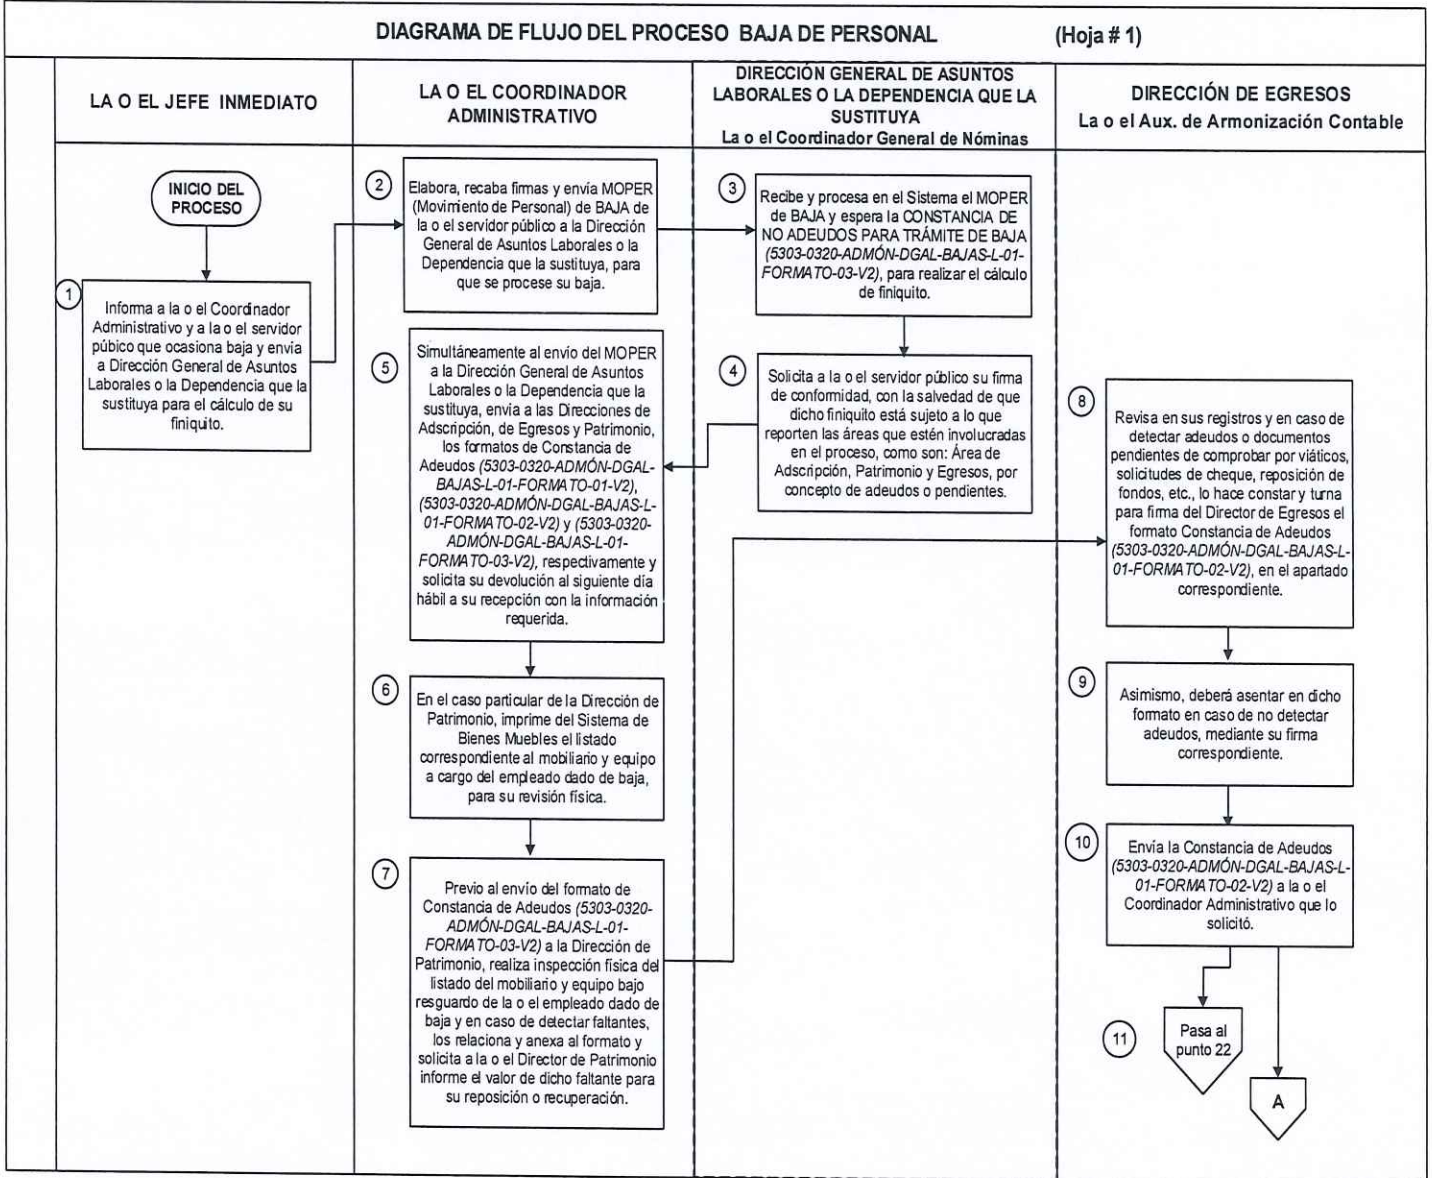 DIAGRAMA DE FLUJO DEL PROCESO BAJA DE PERSONAL (Hoja # 1)
LA O EL JEFE INMEDIATO
LA O EL COORDINADOR
ADMINISTRATIVO
DIRECCIÓN GENERAL DE ASUNTOS
LABORALES O LA DEPENDENCIA QUE LA
SUSTITUYA
La o el Coordinador General de Nóminas
DIRECCIÓN DE EGRESOS
La o el Aux. de Armonización Contable
INICIO DEL
PROCESO
1
Informa a la o el Coordinador
Administrativo y a la o el servidor
púbico que ocasiona baja y envía
a Dirección General de Asuntos
Laborales o la Dependencia que la
sustituya para el cálculo de su
finiquito.
2
Elabora, recaba firmas y envía MOPER
(Movimiento de Personal) de BAJA de
la o el servidor público a la Dirección
General de Asuntos Laborales o la
Dependencia que la sustituya, para
que se procese su baja.
3
Recibe y procesa en el Sistema el MOPER
de BAJA y espera la CONSTANCIA DE
NO ADEUDOS PARA TRÁMITE DE BAJA
(5303-0320-ADMÓN-DGAL-BAJAS-L-01-
FORMATO-03-V2), para realizar el cálculo
de finiquito.
4
Solicita a la o el servidor público su firma
de conformidad, con la salvedad de que
dicho finiquito está sujeto a lo que
reporten las áreas que estén involucradas
en el proceso, como son: Área de
Adscripción, Patrimonio y Egresos, por
concepto de adeudos o pendientes.
5
Simultáneamente al envío del MOPER
a la Dirección General de Asuntos
Laborales o la Dependencia que la
sustituya, envía a las Direcciones de
Adscripción, de Egresos y Patrimonio,
los formatos de Constancia de
Adeudos (5303-0320-ADMÓN-DGAL-
BAJAS-L-01-FORMATO-01-V2),
(5303-0320-ADMÓN-DGAL-BAJAS-L-
01-FORMATO-02-V2) y (5303-0320-
ADMÓN-DGAL-BAJAS-L-01-
FORMATO-03-V2), respectivamente y
solicita su devolución al siguiente día
hábil a su recepción con la información
requerida.
6
En el caso particular de la Dirección de
Patrimonio, imprime del Sistema de
Bienes Muebles el listado
correspondiente al mobiliario y equipo
a cargo del empleado dado de baja,
para su revisión física.
7
Previo al envío del formato de
Constancia de Adeudos (5303-0320-
ADMÓN-DGAL-BAJAS-L-01-
FORMATO-03-V2) a la Dirección de
Patrimonio, realiza inspección física del
listado del mobiliario y equipo bajo
resguardo de la o el empleado dado de
baja y en caso de detectar faltantes,
los relaciona y anexa al formato y
solicita a la o el Director de Patrimonio
informe el valor de dicho faltante para
su reposición o recuperación.
8
Revisa en sus registros y en caso de
detectar adeudos o documentos
pendientes de comprobar por viáticos,
solicitudes de cheque, reposición de
fondos, etc., lo hace constar y turna
para firma del Director de Egresos el
formato Constancia de Adeudos
(5303-0320-ADMÓN-DGAL-BAJAS-L-
01-FORMATO-02-V2), en el apartado
correspondiente.
9
Asimismo, deberá asentar en dicho
formato en caso de no detectar
adeudos, mediante su firma
correspondiente.
10
Envía la Constancia de Adeudos
(5303-0320-ADMÓN-DGAL-BAJAS-L-
01-FORMATO-02-V2) a la o el
Coordinador Administrativo que lo
solicitó.
11
Pasa al
punto 22
A